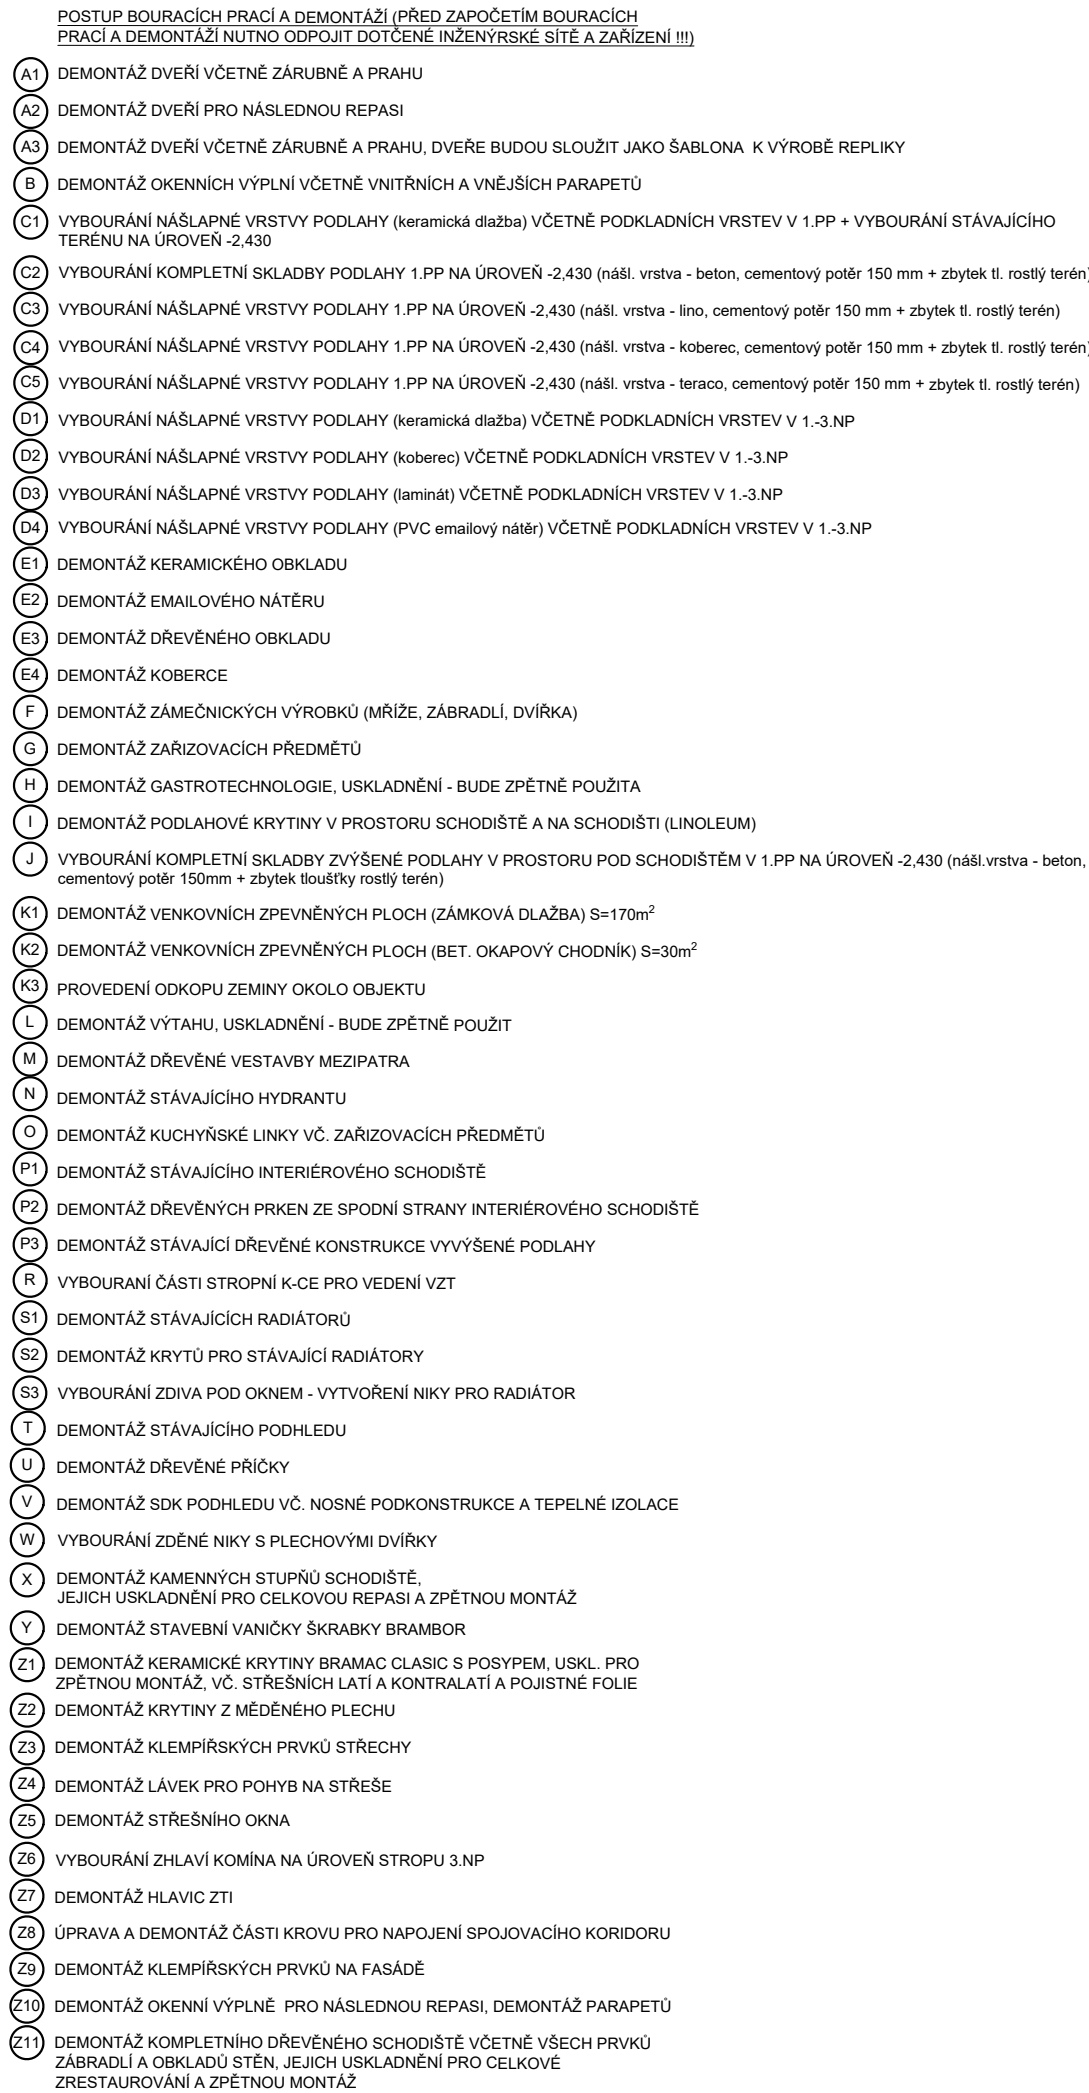 POSTUP BOURACÍCH PRACÍ A DEMONTÁŽÍ (PŘED ZAPOČETÍM BOURACÍCH
PRACÍ A DEMONTÁŽÍ NUTNO ODPOJIT DOTČENÉ INŽENÝRSKÉ SÍTĚ A ZAŘÍZENÍ !!!)
A1 DEMONTÁŽ DVEŘÍ VČETNĚ ZÁRUBNĚ A PRAHU
A2 DEMONTÁŽ DVEŘÍ PRO NÁSLEDNOU REPASI
A3 DEMONTÁŽ DVEŘÍ VČETNĚ ZÁRUBNĚ A PRAHU, DVEŘE BUDOU SLOUŽIT JAKO ŠABLONA K VÝROBĚ REPLIKY
B DEMONTÁŽ OKENNÍCH VÝPLNÍ VČETNĚ VNITŘNÍCH A VNĚJŠÍCH PARAPETŮ
C1 VYBOURÁNÍ NÁŠLAPNÉ VRSTVY PODLAHY (keramická dlažba) VČETNĚ PODKLADNÍCH VRSTEV V 1.PP + VYBOURÁNÍ STÁVAJÍCÍHO
TERÉNU NA ÚROVEŇ -2,430
C2 VYBOURÁNÍ KOMPLETNÍ SKLADBY PODLAHY 1.PP NA ÚROVEŇ -2,430 (nášl. vrstva - beton, cementový potěr 150 mm + zbytek tl. rostlý terén)
C3 VYBOURÁNÍ NÁŠLAPNÉ VRSTVY PODLAHY 1.PP NA ÚROVEŇ -2,430 (nášl. vrstva - lino, cementový potěr 150 mm + zbytek tl. rostlý terén)
C4 VYBOURÁNÍ NÁŠLAPNÉ VRSTVY PODLAHY 1.PP NA ÚROVEŇ -2,430 (nášl. vrstva - koberec, cementový potěr 150 mm + zbytek tl. rostlý terén)
C5 VYBOURÁNÍ NÁŠLAPNÉ VRSTVY PODLAHY 1.PP NA ÚROVEŇ -2,430 (nášl. vrstva - teraco, cementový potěr 150 mm + zbytek tl. rostlý terén)
D1 VYBOURÁNÍ NÁŠLAPNÉ VRSTVY PODLAHY (keramická dlažba) VČETNĚ PODKLADNÍCH VRSTEV V 1.-3.NP
D2 VYBOURÁNÍ NÁŠLAPNÉ VRSTVY PODLAHY (koberec) VČETNĚ PODKLADNÍCH VRSTEV V 1.-3.NP
D3 VYBOURÁNÍ NÁŠLAPNÉ VRSTVY PODLAHY (laminát) VČETNĚ PODKLADNÍCH VRSTEV V 1.-3.NP
D4 VYBOURÁNÍ NÁŠLAPNÉ VRSTVY PODLAHY (PVC emailový nátěr) VČETNĚ PODKLADNÍCH VRSTEV V 1.-3.NP
E1 DEMONTÁŽ KERAMICKÉHO OBKLADU
E2 DEMONTÁŽ EMAILOVÉHO NÁTĚRU
E3 DEMONTÁŽ DŘEVĚNÉHO OBKLADU
E4 DEMONTÁŽ KOBERCE
F DEMONTÁŽ ZÁMEČNICKÝCH VÝROBKŮ (MŘÍŽE, ZÁBRADLÍ, DVÍŘKA)
G DEMONTÁŽ ZAŘIZOVACÍCH PŘEDMĚTŮ
H DEMONTÁŽ GASTROTECHNOLOGIE, USKLADNĚNÍ - BUDE ZPĚTNĚ POUŽITA
I DEMONTÁŽ PODLAHOVÉ KRYTINY V PROSTORU SCHODIŠTĚ A NA SCHODIŠTI (LINOLEUM)
J VYBOURÁNÍ KOMPLETNÍ SKLADBY ZVÝŠENÉ PODLAHY V PROSTORU POD SCHODIŠTĚM V 1.PP NA ÚROVEŇ -2,430 (nášl.vrstva - beton,
cementový potěr 150mm + zbytek tloušťky rostlý terén)
K1 DEMONTÁŽ VENKOVNÍCH ZPEVNĚNÝCH PLOCH (ZÁMKOVÁ DLAŽBA) S=170m²
K2 DEMONTÁŽ VENKOVNÍCH ZPEVNĚNÝCH PLOCH (BET. OKAPOVÝ CHODNÍK) S=30m²
K3 PROVEDENÍ ODKOPU ZEMINY OKOLO OBJEKTU
L DEMONTÁŽ VÝTAHU, USKLADNĚNÍ - BUDE ZPĚTNĚ POUŽIT
M DEMONTÁŽ DŘEVĚNÉ VESTAVBY MEZIPATRA
N DEMONTÁŽ STÁVAJÍCÍHO HYDRANTU
O DEMONTÁŽ KUCHYŇSKÉ LINKY VČ. ZAŘIZOVACÍCH PŘEDMĚTŮ
P1 DEMONTÁŽ STÁVAJÍCÍHO INTERIÉROVÉHO SCHODIŠTĚ
P2 DEMONTÁŽ DŘEVĚNÝCH PRKEN ZE SPODNÍ STRANY INTERIÉROVÉHO SCHODIŠTĚ
P3 DEMONTÁŽ STÁVAJÍCÍ DŘEVĚNÉ KONSTRUKCE VYVÝŠENÉ PODLAHY
R VYBOURANÍ ČÁSTI STROPNÍ K-CE PRO VEDENÍ VZT
S1 DEMONTÁŽ STÁVAJÍCÍCH RADIÁTORŮ
S2 DEMONTÁŽ KRYTŮ PRO STÁVAJÍCÍ RADIÁTORY
S3 VYBOURÁNÍ ZDIVA POD OKNEM - VYTVOŘENÍ NIKY PRO RADIÁTOR
T DEMONTÁŽ STÁVAJÍCÍHO PODHLEDU
U DEMONTÁŽ DŘEVĚNÉ PŘÍČKY
V DEMONTÁŽ SDK PODHLEDU VČ. NOSNÉ PODKONSTRUKCE A TEPELNÉ IZOLACE
W VYBOURÁNÍ ZDĚNÉ NIKY S PLECHOVÝMI DVÍŘKY
X DEMONTÁŽ KAMENNÝCH STUPŇŮ SCHODIŠTĚ,
JEJICH USKLADNĚNÍ PRO CELKOVOU REPASI A ZPĚTNOU MONTÁŽ
Y DEMONTÁŽ STAVEBNÍ VANIČKY ŠKRABKY BRAMBOR
Z1 DEMONTÁŽ KERAMICKÉ KRYTINY BRAMAC CLASIC S POSYPEM, USKL. PRO
ZPĚTNOU MONTÁŽ, VČ. STŘEŠNÍCH LATÍ A KONTRALATÍ A POJISTNÉ FOLIE
Z2 DEMONTÁŽ KRYTINY Z MĚDĚNÉHO PLECHU
Z3 DEMONTÁŽ KLEMPÍŘSKÝCH PRVKŮ STŘECHY
Z4 DEMONTÁŽ LÁVEK PRO POHYB NA STŘEŠE
Z5 DEMONTÁŽ STŘEŠNÍHO OKNA
Z6 VYBOURÁNÍ ZHLAVÍ KOMÍNA NA ÚROVEŇ STROPU 3.NP
Z7 DEMONTÁŽ HLAVIC ZTI
Z8 ÚPRAVA A DEMONTÁŽ ČÁSTI KROVU PRO NAPOJENÍ SPOJOVACÍHO KORIDORU
Z9 DEMONTÁŽ KLEMPÍŘSKÝCH PRVKŮ NA FASÁDĚ
Z10 DEMONTÁŽ OKENNÍ VÝPLNĚ PRO NÁSLEDNOU REPASI, DEMONTÁŽ PARAPETŮ
Z11 DEMONTÁŽ KOMPLETNÍHO DŘEVĚNÉHO SCHODIŠTĚ VČETNĚ VŠECH PRVKŮ
ZÁBRADLÍ A OBKLADŮ STĚN, JEJICH USKLADNĚNÍ PRO CELKOVÉ
ZRESTAUROVÁNÍ A ZPĚTNOU MONTÁŽ